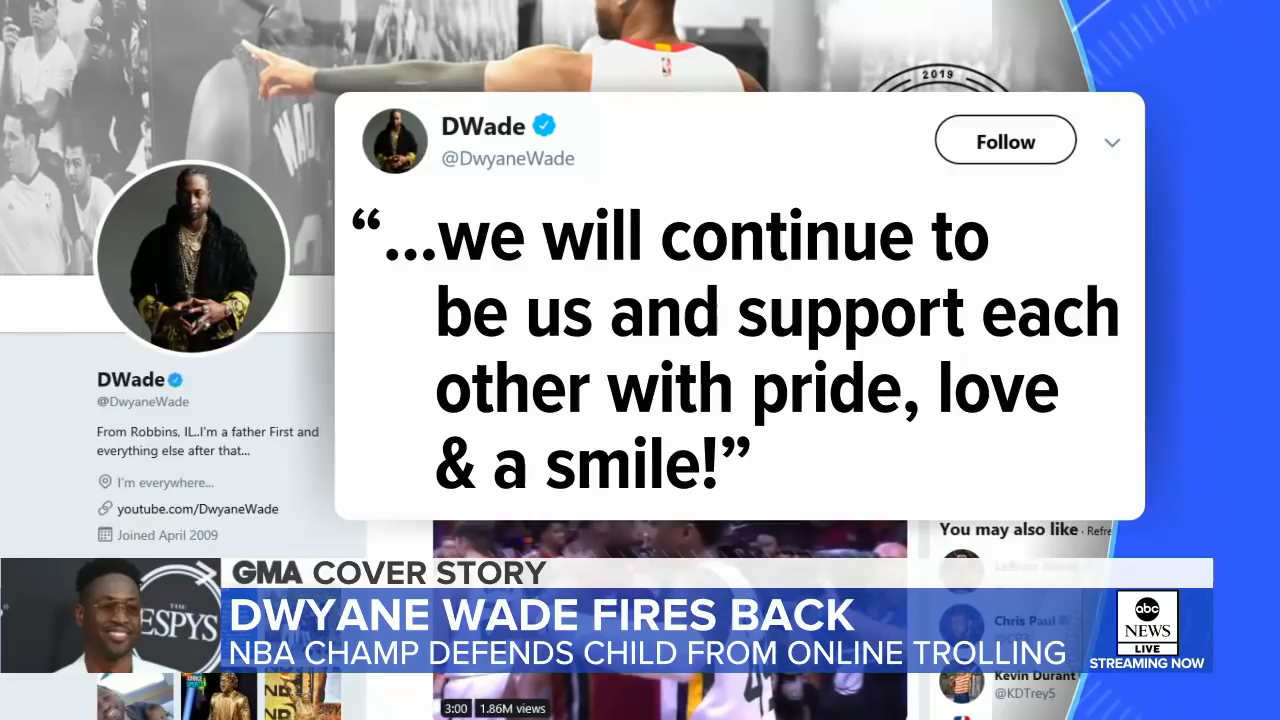 2019
WAD
DWade
@DwyaneWade
Follow
“...we will continue to
be us and support each
other with pride, love
& a smile!”
DWade
@DwyaneWade
From Robbins, IL..I'm a father First and
everything else after that...
I'm everywhere...
youtube.com/DwyaneWade
Joined April 2009
You may also like · Refre
Chris Paul
Kevin Durant
@KDTrey5
3:00
1.86M views
THE
ESPYS
GMA COVER STORY
DWYANE WADE FIRES BACK
NBA CHAMP DEFENDS CHILD FROM ONLINE TROLLING
abc
NEWS
LIVE
STREAMING NOW